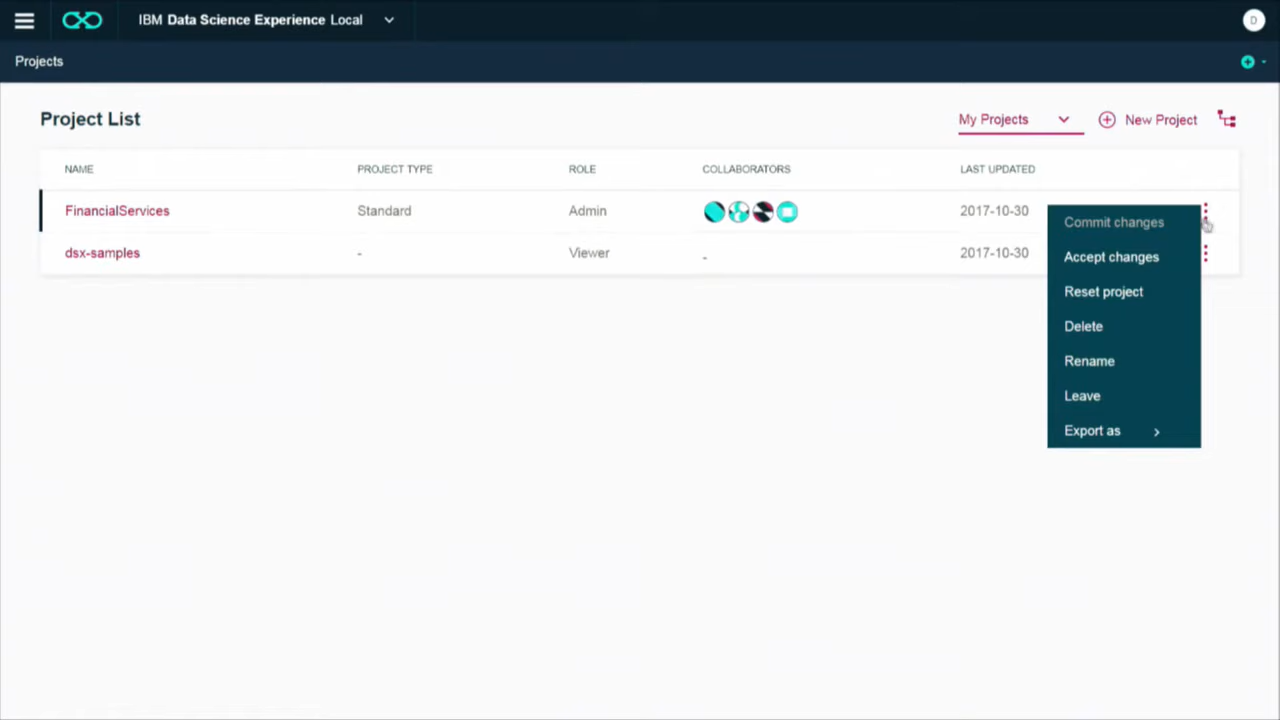 IBM Data Science Experience Local
D
Projects
Project List
My Projects
New Project
NAME PROJECT TYPE ROLE COLLABORATORS LAST UPDATED
FinancialServices Standard Admin 2017-10-30
dsx-samples - Viewer - 2017-10-30
Commit changes
Accept changes
Reset project
Delete
Rename
Leave
Export as